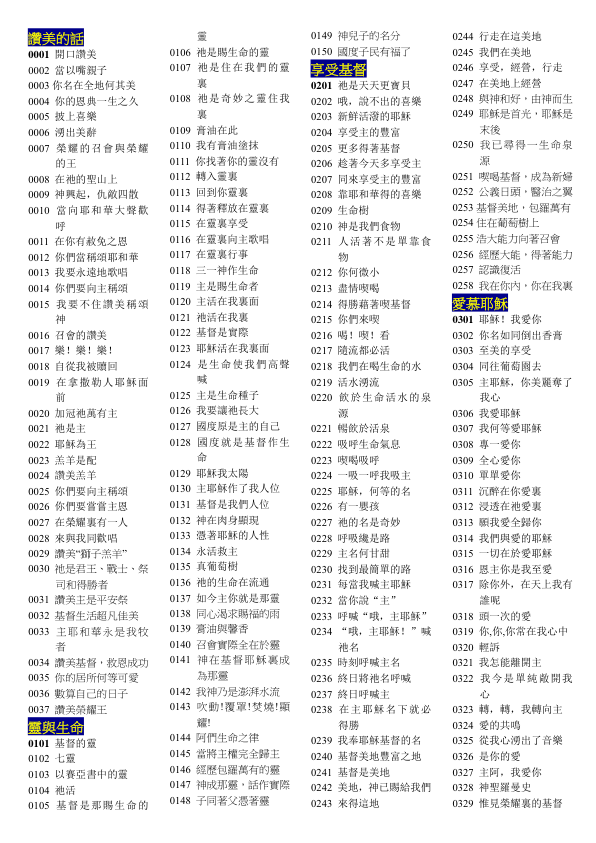 讚美的話
0001 開口讚美
0002 當以嘴親子
0003 你名在全地何其美
0004 你的恩典一生之久
0005 披上喜樂
0006 湧出美辭
0007 榮耀的召會與榮耀
的王
0008 在祂的聖山上
0009 神興起，仇敵四散
0010 當向耶和華大聲歡
呼
0011 在你有赦免之恩
0012 你們當稱頌耶和華
0013 我要永遠地歌唱
0014 你們要向主稱頌
0015 我要不住讚美稱頌
神
0016 召會的讚美
0017 樂！樂！樂！
0018 自從我被贖回
0019 在拿撒勒人耶穌面
前
0020 加冠祂萬有主
0021 祂是主
0022 耶穌為王
0023 羔羊是配
0024 讚美羔羊
0025 你們要向主稱頌
0026 你們要嘗嘗主恩
0027 在榮耀裏有一人
0028 來與我同歡唱
0029 讚美“獅子羔羊”
0030 祂是君王、戰士、祭
司和得勝者
0031 讚美主是平安祭
0032 基督生活超凡佳美
0033 主耶和華永是我牧
者
0034 讚美基督，救恩成功
0035 你的居所何等可愛
0036 數算自己的日子
0037 讚美榮耀王
靈與生命
0101 基督的靈
0102 七靈
0103 以賽亞書中的靈
0104 祂活
0105 基督是那賜生命的
靈
0106 祂是賜生命的靈
0107 祂是住在我們的靈
裏
0108 祂是奇妙之靈住我
裏
0109 膏油在此
0110 我有膏油塗抹
0111 你找著你的靈沒有
0112 轉入靈裏
0113 回到你靈裏
0114 得著釋放在靈裏
0115 在靈裏享受
0116 在靈裏向主歌唱
0117 在靈裏行事
0118 三一神作生命
0119 主是賜生命者
0120 主活在我裏面
0121 祂活在我裏
0122 基督是實際
0123 耶穌活在我裏面
0124 是生命使我們高聲
喊
0125 主是生命種子
0126 我要讓祂長大
0127 國度原是主的自己
0128 國度就是基督作生
命
0129 耶穌我太陽
0130 主耶穌作了我人位
0131 基督是我們人位
0132 神在肉身顯現
0133 憑著耶穌的人性
0134 永活救主
0135 真葡萄樹
0136 祂的生命在流通
0137 如今主你就是那靈
0138 同心渴求賜福的雨
0139 膏油與馨香
0140 召會實際全在於靈
0141 神在基督耶穌裏成
為那靈
0142 我神乃是澎湃水流
0143 吹動!覆眾!焚燒!顯
耀!
0144 阿們生命之律
0145 當將主權完全歸主
0146 經歷包羅萬有的靈
0147 神成那靈，話作實際
0148 子同著父憑著靈
0149 神兒子的名分
0150 國度子民有福了
享受基督
0201 祂是天天更寶貝
0202 哦，說不出的喜樂
0203 新鮮活潑的耶穌
0204 享受主的豐富
0205 更多得著基督
0206 趁著今天多享受主
0207 同來享受主的豐富
0208 靠耶和華得的喜樂
0209 生命樹
0210 神是我們食物
0211 人活著不是單靠食
物
0212 你何微小
0213 盡情喫喝
0214 得勝藉著喫基督
0215 你們來喫
0216 喝！喫！看
0217 隨流都必活
0218 我們在喝生命的水
0219 活水湧流
0220 飲於生命活水的泉
源
0221 暢飲於活泉
0222 吸呼生命氣息
0223 喫喝吸呼
0224 一吸一呼我吸主
0225 耶穌，何等的名
0226 有一嬰孩
0227 祂的名是奇妙
0228 呼吸纔是路
0229 主名何甘甜
0230 找到最簡單的路
0231 每當我喊主耶穌
0232 當你說“主”
0233 呼喊“哦，主耶穌”
0234 “哦，主耶穌！”喊
祂名
0235 時刻呼喊主名
0236 終日將祂名呼喊
0237 終日呼喊主
0238 在主耶穌名下就必
得勝
0239 我奉耶穌基督的名
0240 基督美地豐富之地
0241 基督是美地
0242 美地，神已賜給我們
0243 來得這地
0244 行走在這美地
0245 我們在美地
0246 享受，經營，行走
0247 在美地上經營
0248 與神和好，由神而生
0249 耶穌是首先，耶穌是
末後
0250 我已尋得一生命泉
源
0251 喫喝基督，成為新婦
0252 公義日頭，醫治之翼
0253 基督美地，包羅萬有
0254 住在葡萄樹上
0255 浩大能力向著召會
0256 經歷大能，得著能力
0257 認識復活
0258 我在你內，你在我裏
愛慕耶穌
0301 耶穌！我愛你
0302 你名如同倒出香膏
0303 至美的享受
0304 同往葡萄園去
0305 主耶穌，你美麗奪了
我心
0306 我愛耶穌
0307 我何等愛耶穌
0308 專一愛你
0309 全心愛你
0310 單單愛你
0311 沉醉在你愛裏
0312 浸透在祂愛裏
0313 願我愛全歸你
0314 我們與愛的耶穌
0315 一切在於愛耶穌
0316 恩主你是我至愛
0317 除你外，在天上我有
誰呢
0318 頭一次的愛
0319 你,你,你常在我心中
0320 輕訴
0321 我怎能離開主
0322 我今是單純敞開我
心
0323 轉，轉，我轉向主
0324 愛的共鳴
0325 從我心湧出了音樂
0326 是你的愛
0327 主阿，我愛你
0328 神聖羅曼史
0329 惟見榮耀裏的基督